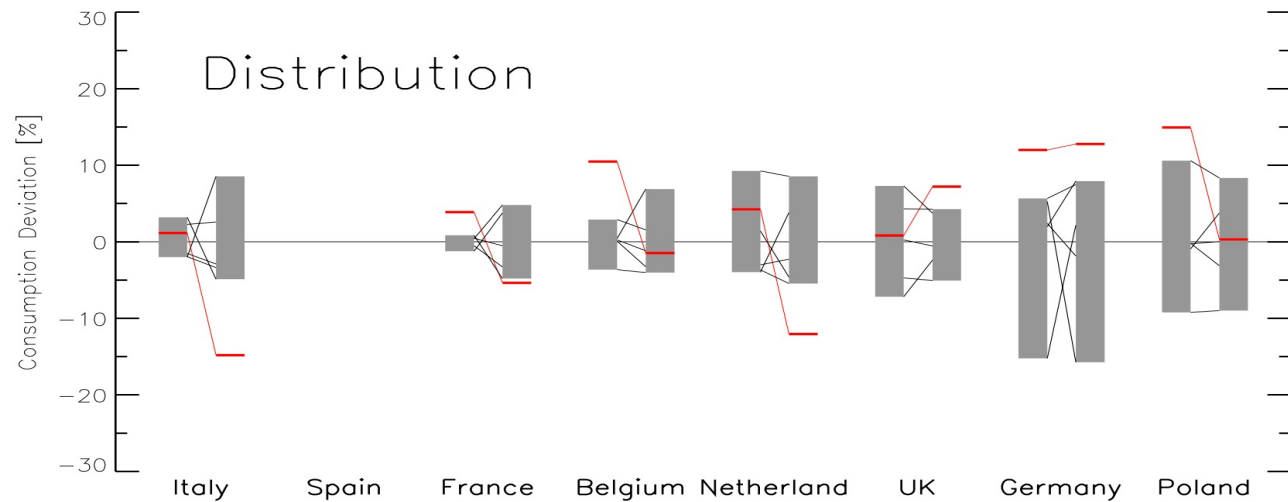 Distribution
Consumption Deviation [%]
30
20
10
0
−10
−20
−30
Italy Spain France Belgium Netherland UK Germany Poland